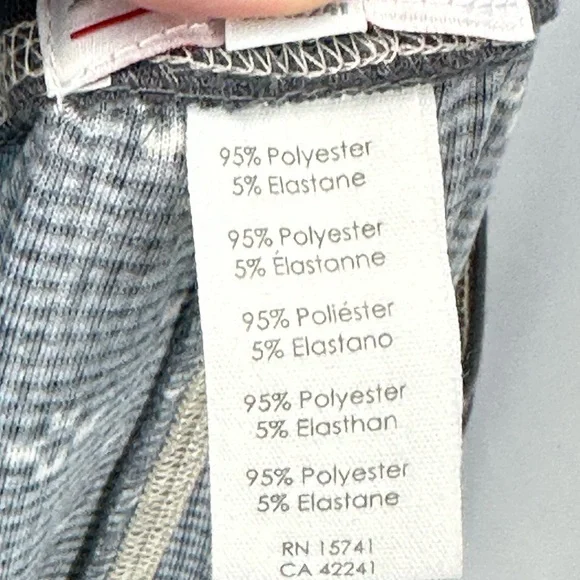 95% Polyester
5% Elastane
95% Polyester
5% Élastanne
95% Poliéster
5% Elastano
95% Polyester
5% Elasthan
95% Polyester
5% Elastane
RN 15741
CA 42241